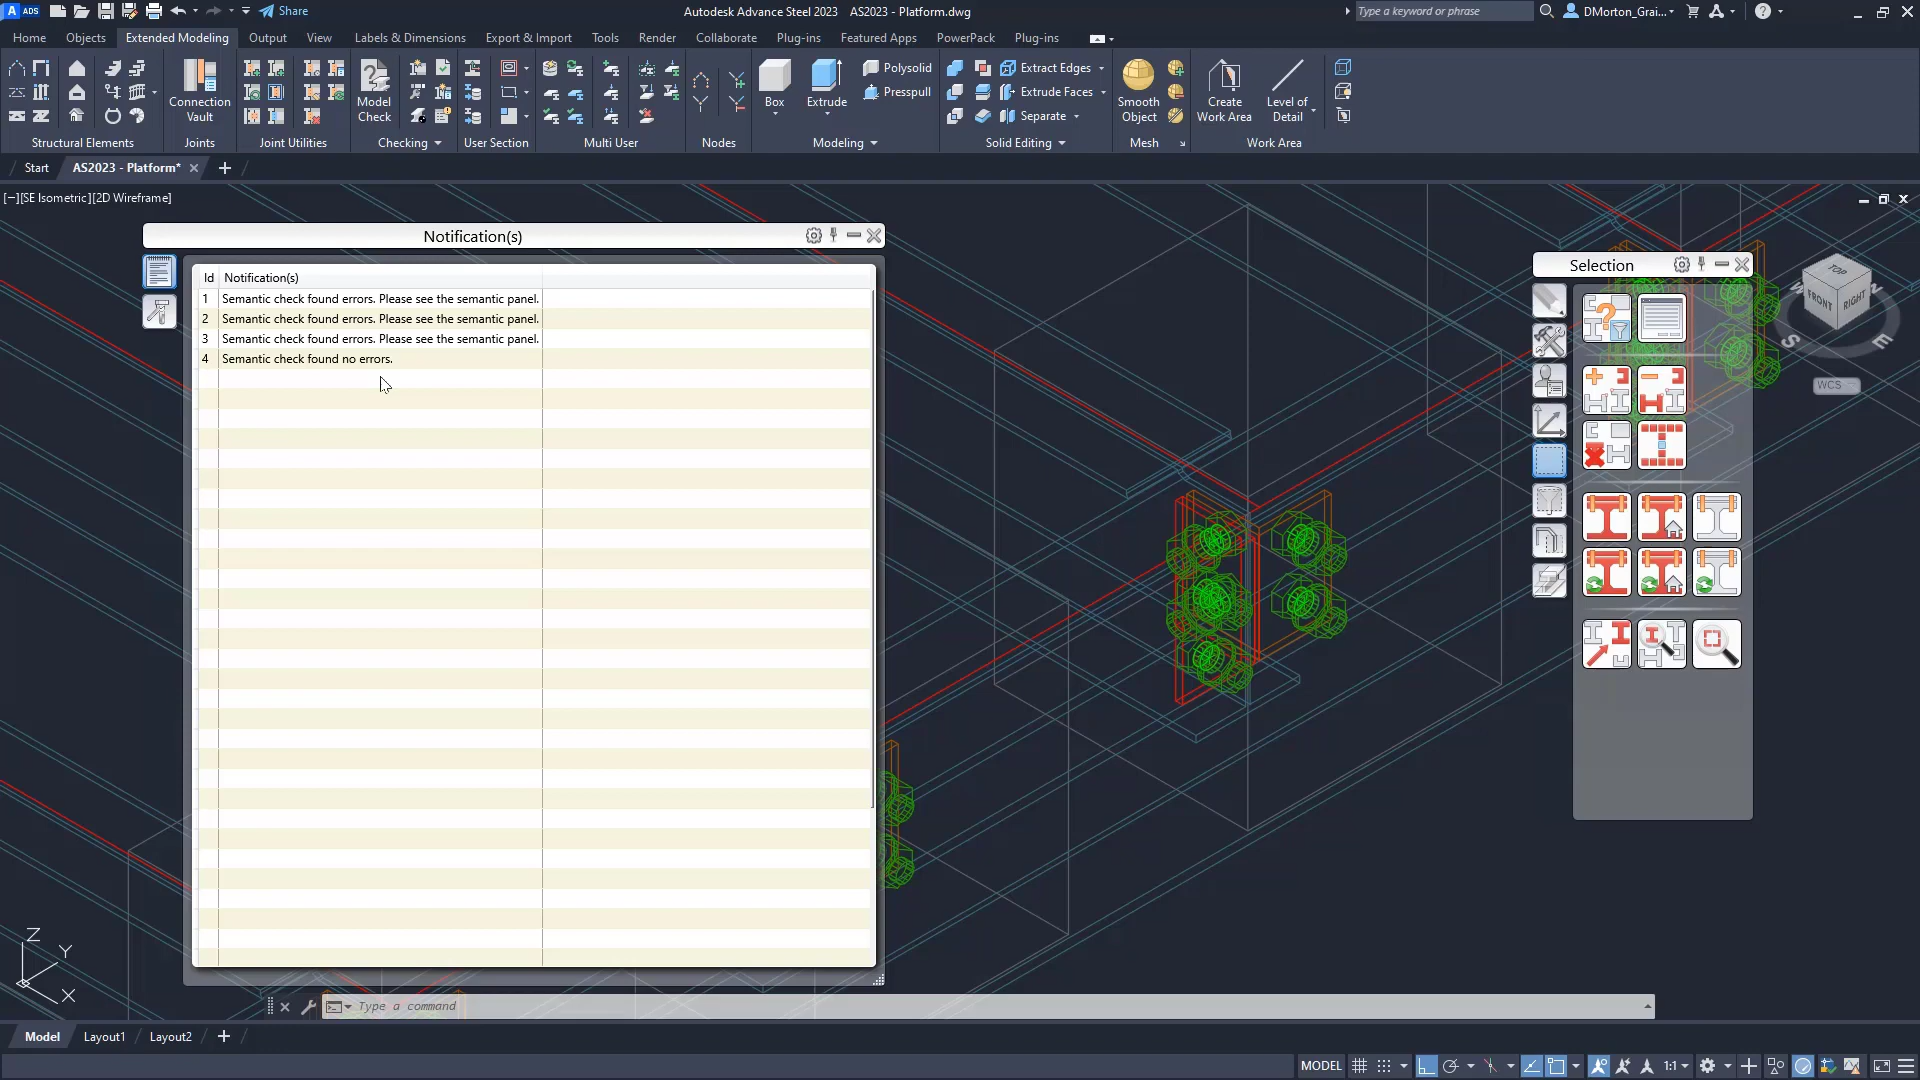 A ADS
Share
Autodesk Advance Steel 2023 AS2023 - Platform.dwg
Type a keyword or phrase
DMorton_Grai...
Home Objects Extended Modeling Output View Labels & Dimensions Export & Import Tools Render Collaborate Plug-ins Featured Apps PowerPack Plug-ins
Polysolid
Presspull
Extract Edges
Extrude Faces
Separate
Connection
Vault
Model
Check
Box
Extrude
Smooth
Object
Create
Work Area
Level of
Detail
Structural Elements Joints Joint Utilities Checking User Section Multi User Nodes Modeling Solid Editing Mesh Work Area
Start AS2023 - Platform*
[−][SE Isometric][2D Wireframe]
Notification(s)
Id Notification(s)
1 Semantic check found errors. Please see the semantic panel.
2 Semantic check found errors. Please see the semantic panel.
3 Semantic check found errors. Please see the semantic panel.
4 Semantic check found no errors.
Selection
TOP
FRONT
RIGHT
W
N
S
E
WCS
Z
Y
X
Type a command
Model Layout1 Layout2
MODEL
1:1